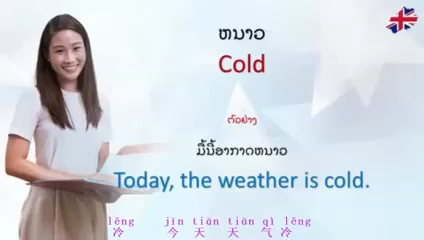 ຫນາວ
Cold
ຕົວຢ່າງ
ມື້ນີ້ອາກາດຫນາວ
Today, the weather is cold.
lěng jīn tiān tiān qì lěng
冷 今 天 天 气 冷